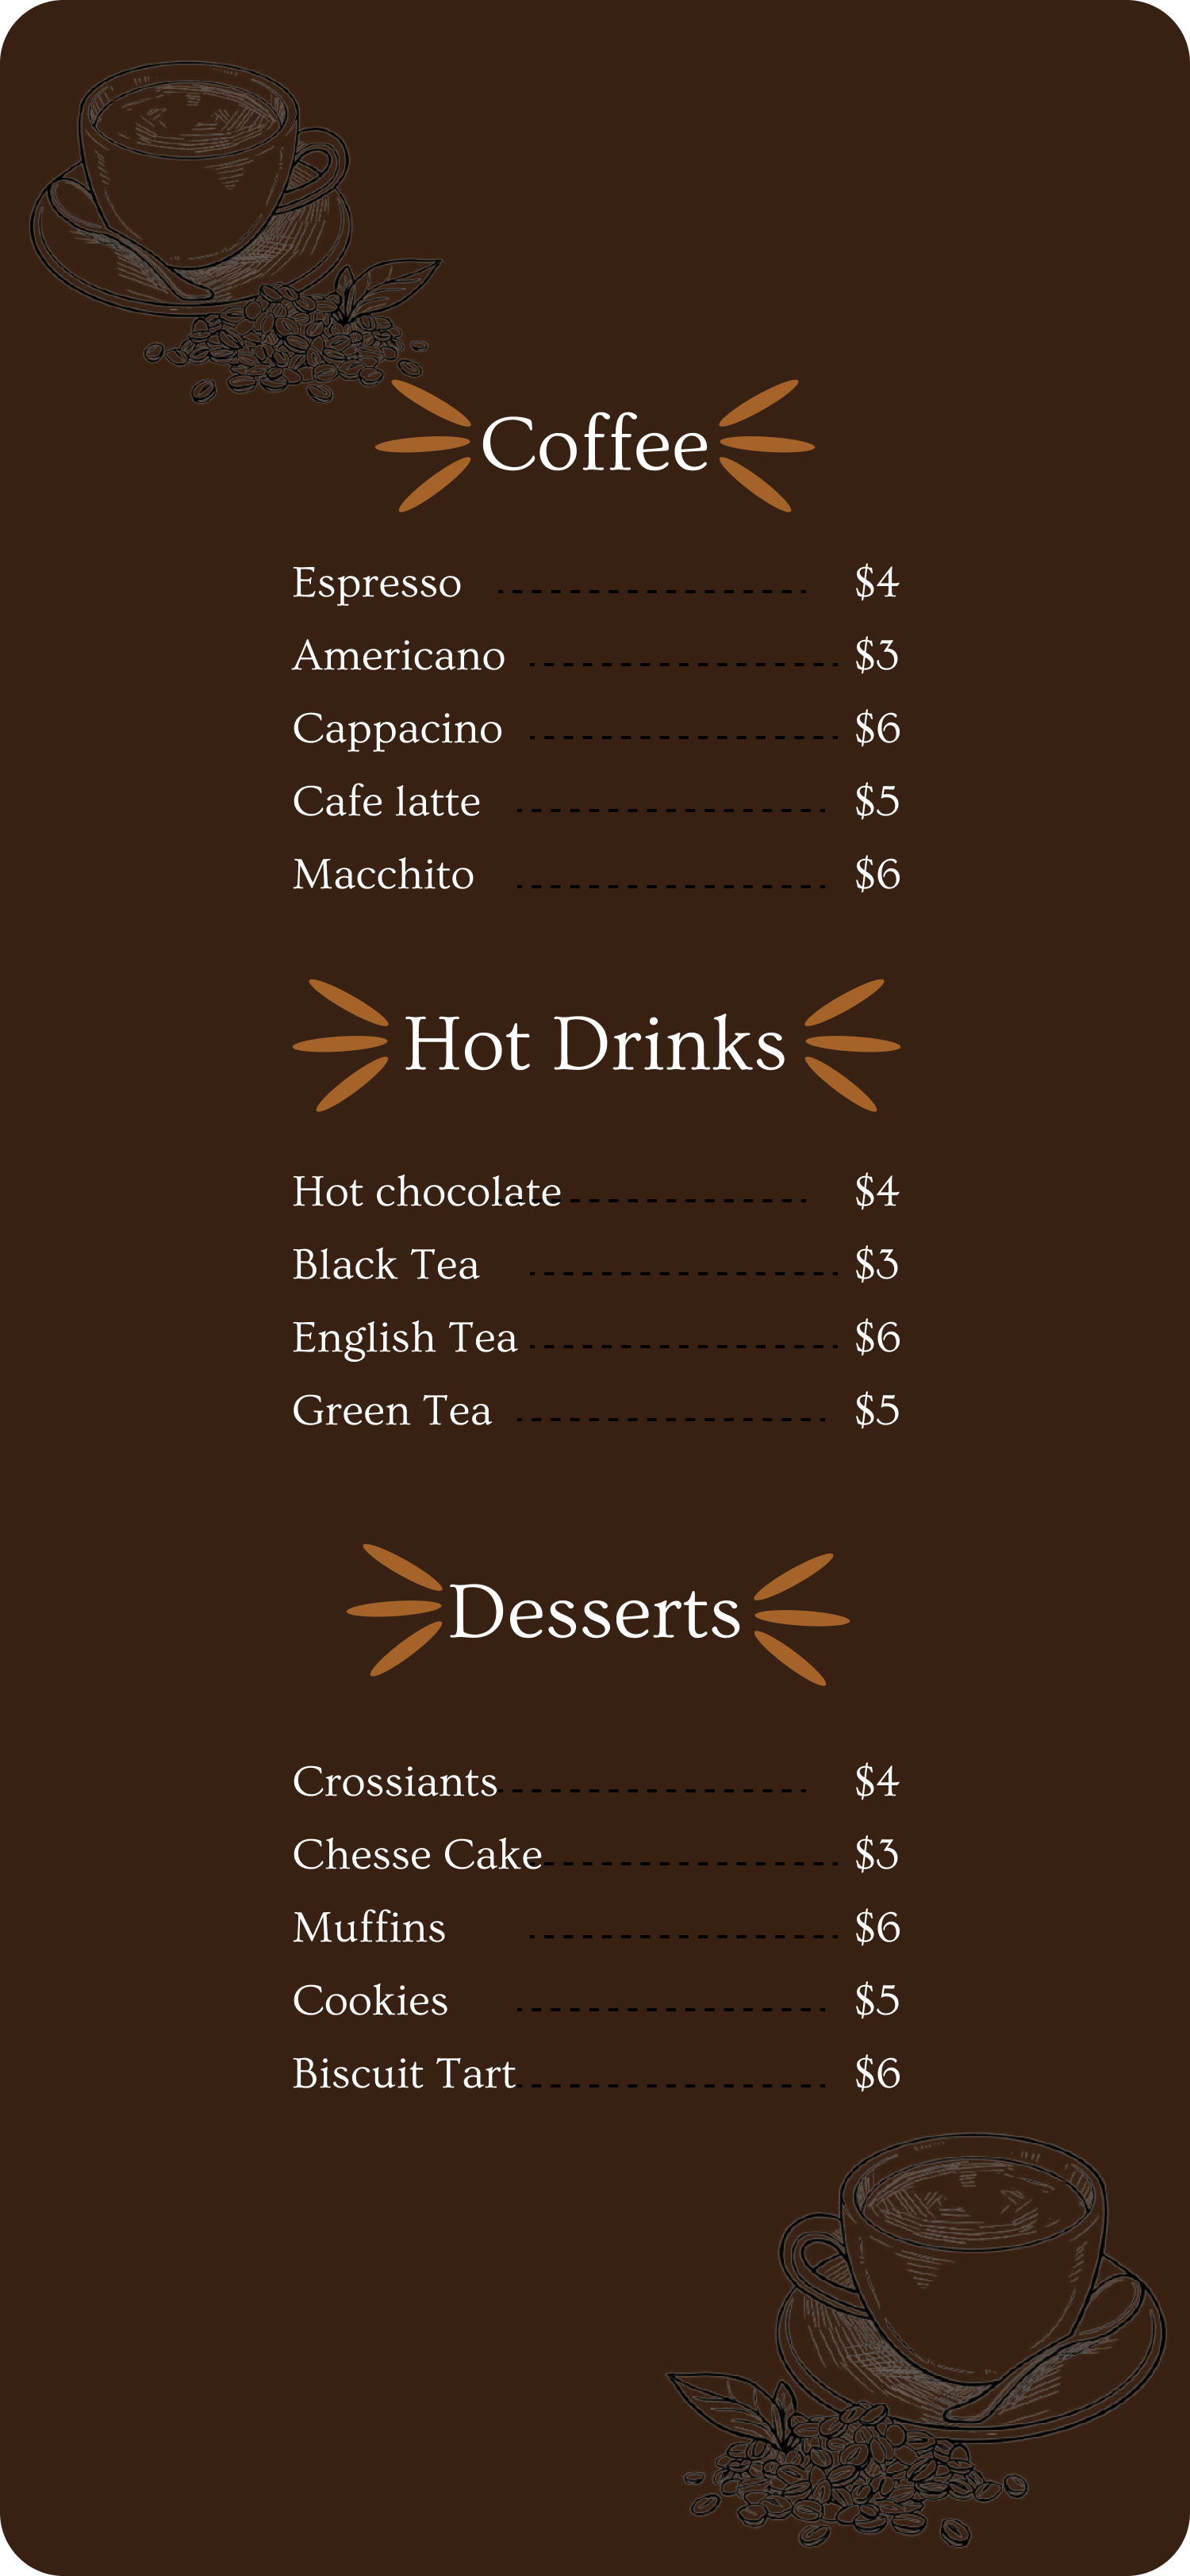 Coffee
Espresso $4
Americano $3
Cappacino $6
Cafe latte $5
Macchito $6
Hot Drinks
Hot chocolate $4
Black Tea $3
English Tea $6
Green Tea $5
Desserts
Crossiants $4
Chesse Cake $3
Muffins $6
Cookies $5
Biscuit Tart $6